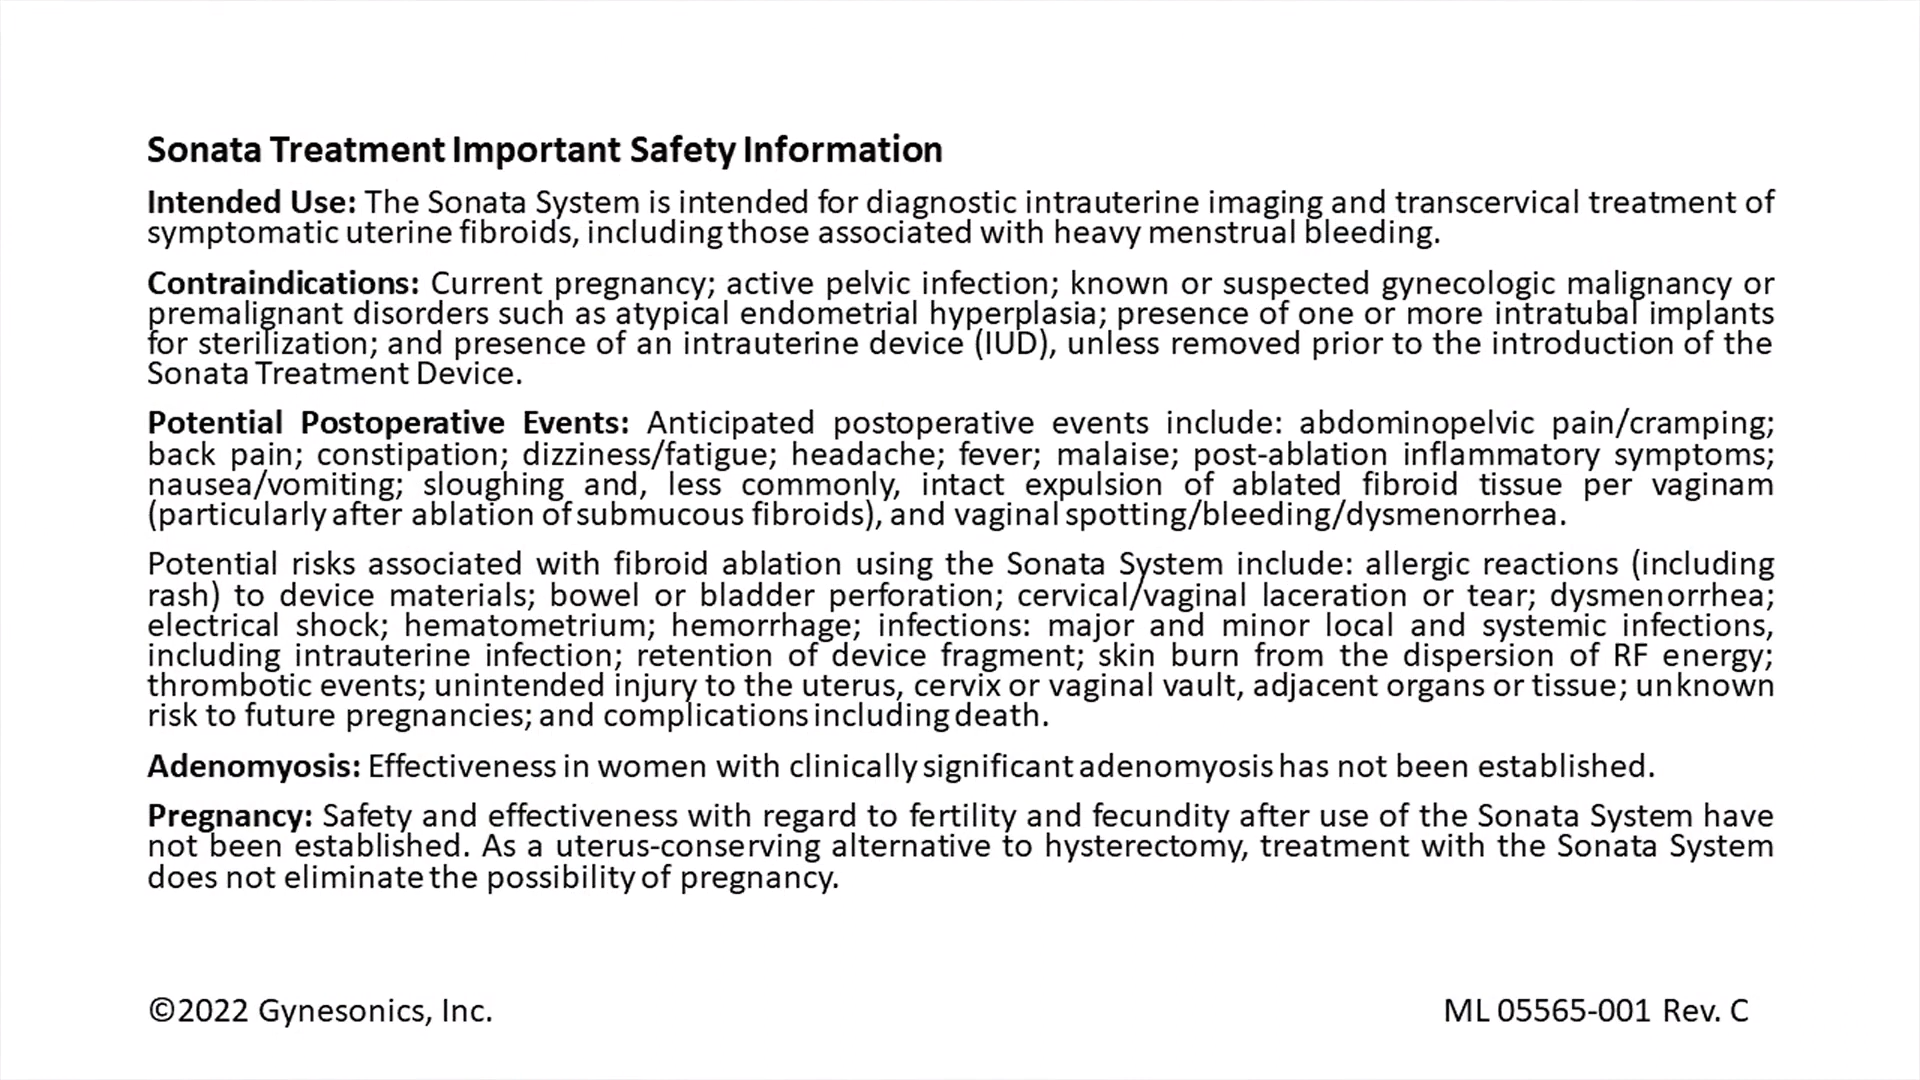 Sonata Treatment Important Safety Information
Intended Use: The Sonata System is intended for diagnostic intrauterine imaging and transcervical treatment of
symptomatic uterine fibroids, including those associated with heavy menstrual bleeding.
Contraindications: Current pregnancy; active pelvic infection; known or suspected gynecologic malignancy or
premalignant disorders such as atypical endometrial hyperplasia; presence of one or more intratubal implants
for sterilization; and presence of an intrauterine device (IUD), unless removed prior to the introduction of the
Sonata Treatment Device.
Potential Postoperative Events: Anticipated postoperative events include: abdominopelvic pain/cramping;
back pain; constipation; dizziness/fatigue; headache; fever; malaise; post-ablation inflammatory symptoms;
nausea/vomiting; sloughing and, less commonly, intact expulsion of ablated fibroid tissue per vaginam
(particularly after ablation of submucous fibroids), and vaginal spotting/bleeding/dysmenorrhea.
Potential risks associated with fibroid ablation using the Sonata System include: allergic reactions (including
rash) to device materials; bowel or bladder perforation; cervical/vaginal laceration or tear; dysmenorrhea;
electrical shock; hematometrium; hemorrhage; infections: major and minor local and systemic infections,
including intrauterine infection; retention of device fragment; skin burn from the dispersion of RF energy;
thrombotic events; unintended injury to the uterus, cervix or vaginal vault, adjacent organs or tissue; unknown
risk to future pregnancies; and complications including death.
Adenomyosis: Effectiveness in women with clinically significant adenomyosis has not been established.
Pregnancy: Safety and effectiveness with regard to fertility and fecundity after use of the Sonata System have
not been established. As a uterus-conserving alternative to hysterectomy, treatment with the Sonata System
does not eliminate the possibility of pregnancy.
©2022 Gynesonics, Inc.
ML 05565-001 Rev. C